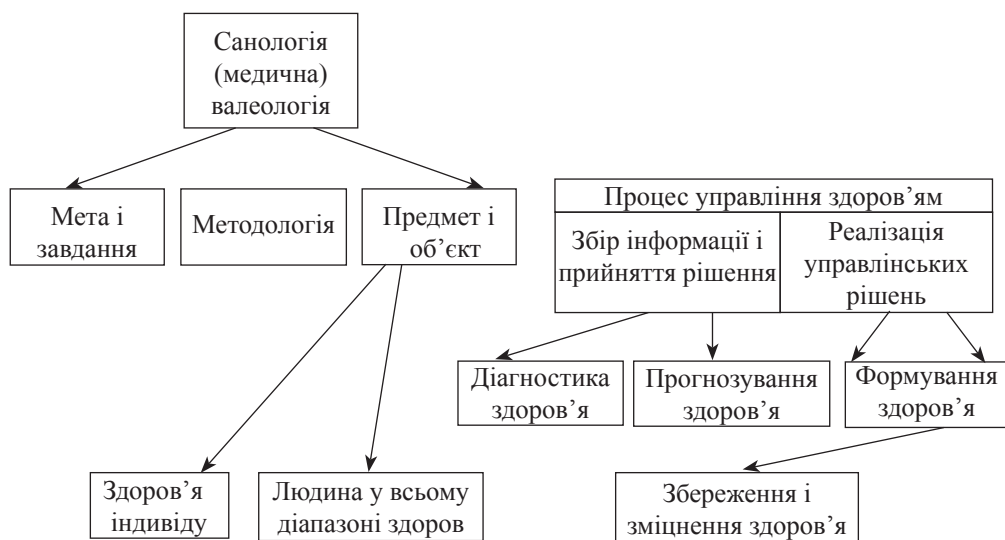 Санологія
(медична)
валеологія
Мета і
завдання
Методологія
Предмет і
об’єкт
Процес управління здоров’ям
Збір інформації і
прийняття рішення
Реалізація
управлінських
рішень
Діагностика
здоров’я
Прогнозування
здоров’я
Формування
здоров’я
Здоров’я
індивіду
Людина у всьому
діапазоні здоров
Збереження і
зміцнення здоров’я